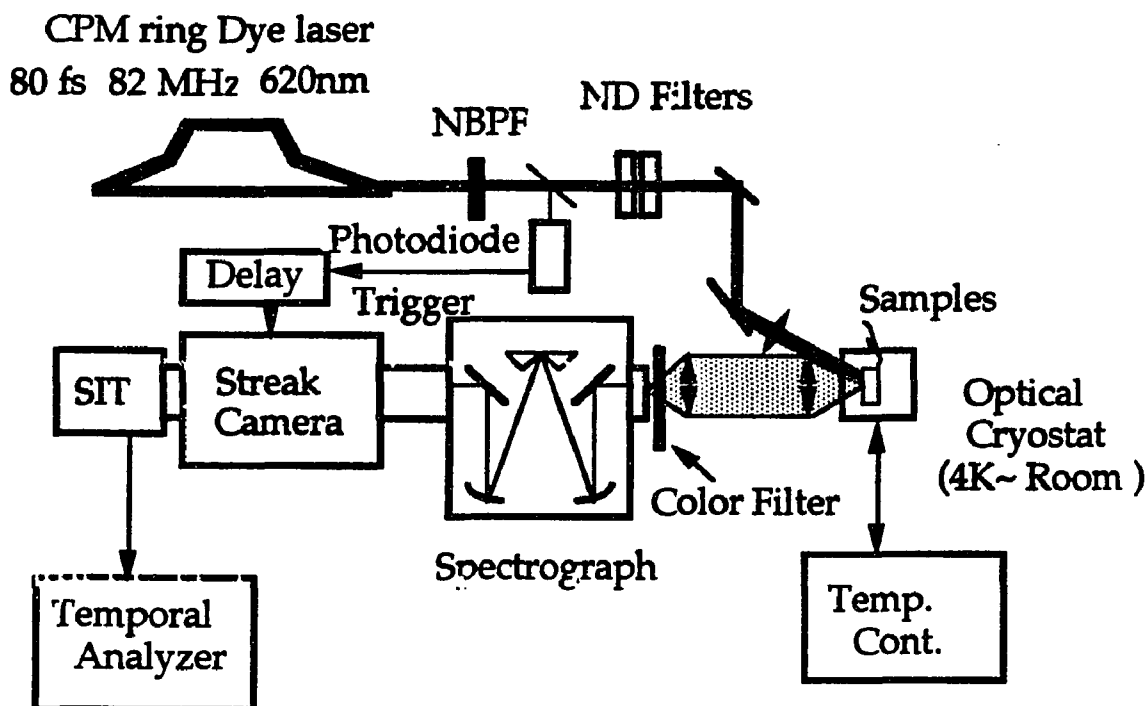 CPM ring Dye laser
80 fs 82 MHz 620nm
NBPF
ND Filters
Photodiode
Delay
Trigger
Samples
SIT
Streak
Camera
Optical
Cryostat
(4K~ Room )
Color Filter
Spectrograph
Temporal
Analyzer
Temp.
Cont.